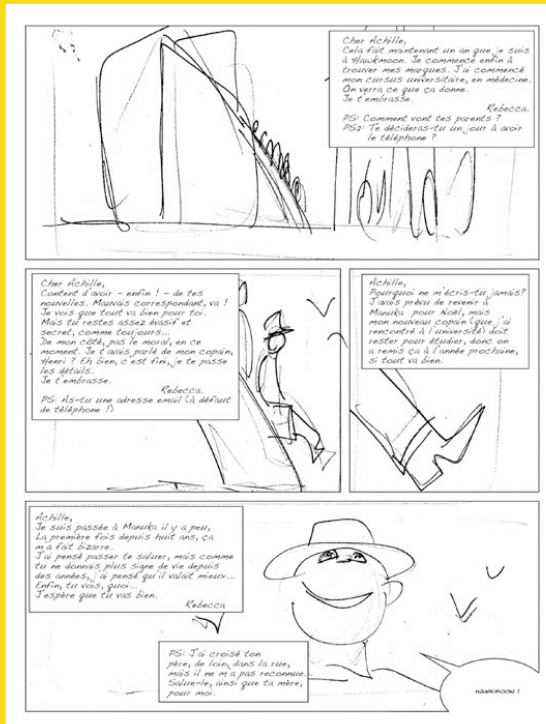 Cher Achille,
Cela fait maintenant un an que je suis
à Hawkmoon. Je commence enfin à
trouver mes marques. J'ai commencé
mon cursus universitaire, en médecine.
On verra ce que ça donne.
Je t'embrasse.
Rebecca.
PS: Comment vont tes parents ?
PS2: Te décideras-tu un jour à avoir
le téléphone ?
Cher Achille,
Content d'avoir - enfin ! - de tes
nouvelles. Mauvais correspondant, va !
Je vois que tout va bien pour toi.
Mais tu restes assez évasif et
secret, comme toujours...
De mon côté, pas le moral, en ce
moment. Je t'avais parlé de mon copain,
Henri ? Eh bien, c'est fini, je te passe
les détails.
Je t'embrasse.
Rebecca.
PS: As-tu une adresse email (à défaut
de téléphone !)
Achille,
Pourquoi ne m'écris-tu jamais?
J'avais prévu de revenir à
Manuka pour Noël, mais
mon nouveau copain (que j'ai
rencontré à l'université) doit
rester pour étudier, donc on
a remis ça à l'année prochaine,
si tout va bien.
Achille,
Je suis passée à Manuka il y a peu,
La première fois depuis huit ans, ça
m'a fait bizarre.
J'ai pensé passer te saluer, mais comme
tu ne donnais plus signe de vie depuis
des années, j'ai pensé qu'il valait mieux...
Enfin, tu vois, quoi...
J'espère que tu vas bien.
Rebecca
PS: J'ai croisé ton
père, de loin, dans la rue,
mais il ne m'a pas reconnue...
Salue-le, ainsi que ta mère,
pour moi.
HAWKMOON !